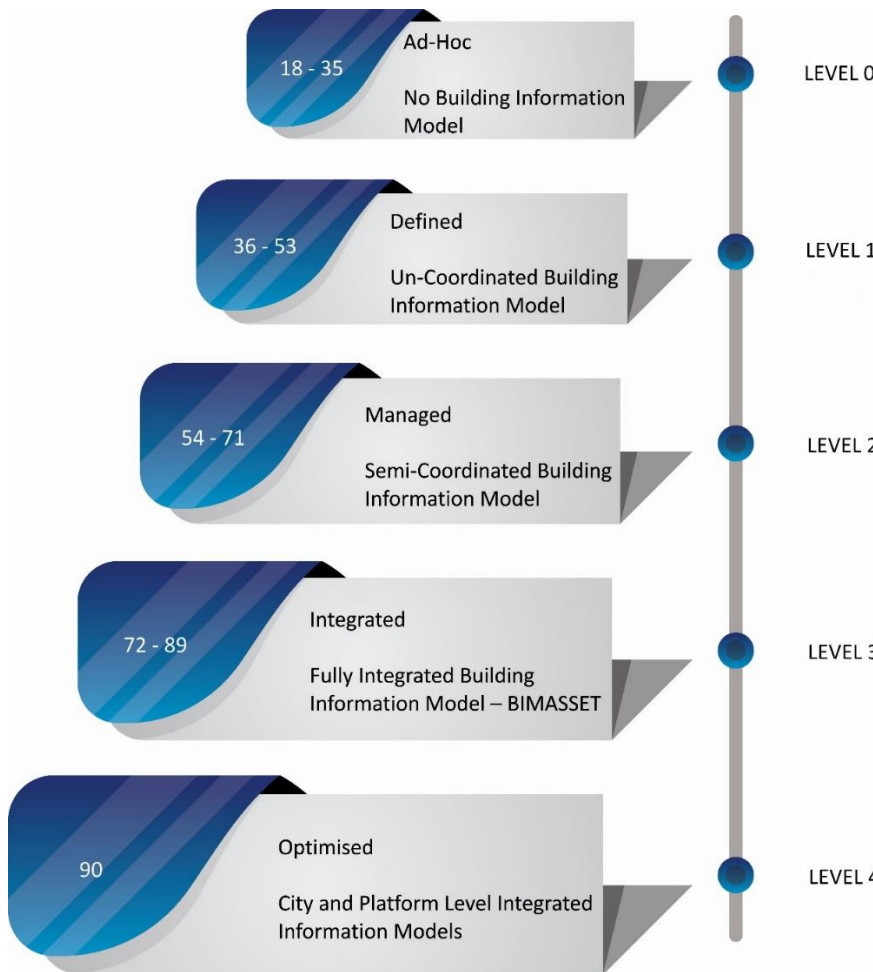 18 - 35
Ad-Hoc
No Building Information
Model
LEVEL 0
36 - 53
Defined
Un-Coordinated Building
Information Model
LEVEL 1
54 - 71
Managed
Semi-Coordinated Building
Information Model
LEVEL 2
72 - 89
Integrated
Fully Integrated Building
Information Model – BIMASSET
LEVEL 3
90
Optimised
City and Platform Level Integrated
Information Models
LEVEL 4